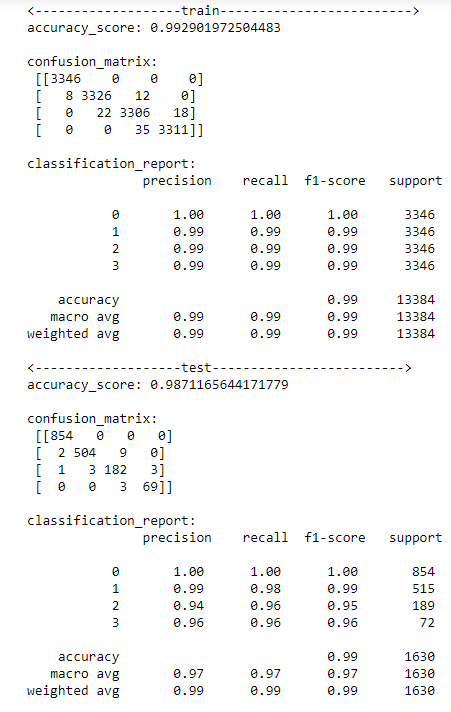 <-------------------train------------------------->
accuracy_score: 0.992901972504483
confusion_matrix:
[[3346 0 0 0]
[ 8 3326 12 0]
[ 0 22 3306 18]
[ 0 0 35 3311]]
classification_report:
precision recall f1-score support
0 1.00 1.00 1.00 3346
1 0.99 0.99 0.99 3346
2 0.99 0.99 0.99 3346
3 0.99 0.99 0.99 3346
accuracy 0.99 13384
macro avg 0.99 0.99 0.99 13384
weighted avg 0.99 0.99 0.99 13384
<-------------------test------------------------->
accuracy_score: 0.9871165644171779
confusion_matrix:
[[854 0 0 0]
[ 2 504 9 0]
[ 1 3 182 3]
[ 0 0 3 69]]
classification_report:
precision recall f1-score support
0 1.00 1.00 1.00 854
1 0.99 0.98 0.99 515
2 0.94 0.96 0.95 189
3 0.96 0.96 0.96 72
accuracy 0.99 1630
macro avg 0.97 0.97 0.97 1630
weighted avg 0.99 0.99 0.99 1630